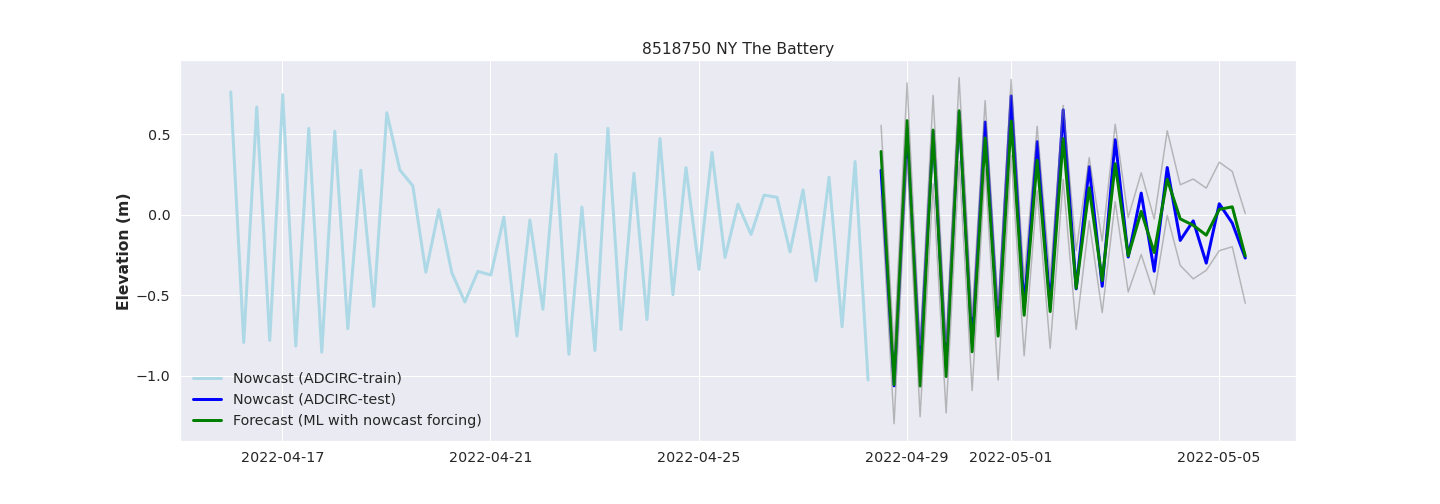 8518750 NY The Battery
Elevation (m)
0.5
0.0
−0.5
−1.0
Nowcast (ADCIRC-train)
Nowcast (ADCIRC-test)
Forecast (ML with nowcast forcing)
2022-04-17
2022-04-21
2022-04-25
2022-04-29
2022-05-01
2022-05-05